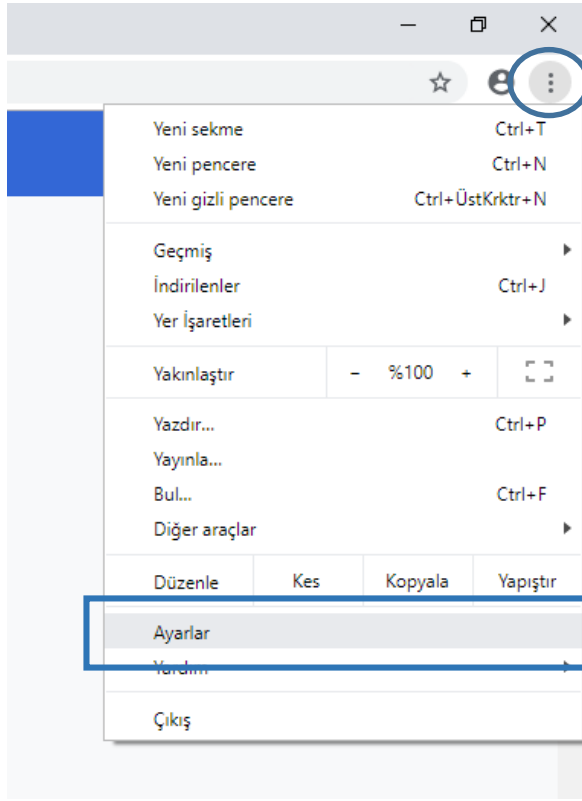 Yeni sekme Ctrl+T
Yeni pencere Ctrl+N
Yeni gizli pencere Ctrl+ÜstKrktr+N
Geçmiş
İndirilenler Ctrl+J
Yer İşaretleri
Yakınlaştır - %100 +
Yazdır... Ctrl+P
Yayınla...
Bul... Ctrl+F
Diğer araçlar
Düzenle Kes Kopyala Yapıştır
Ayarlar
Yardım
Çıkış